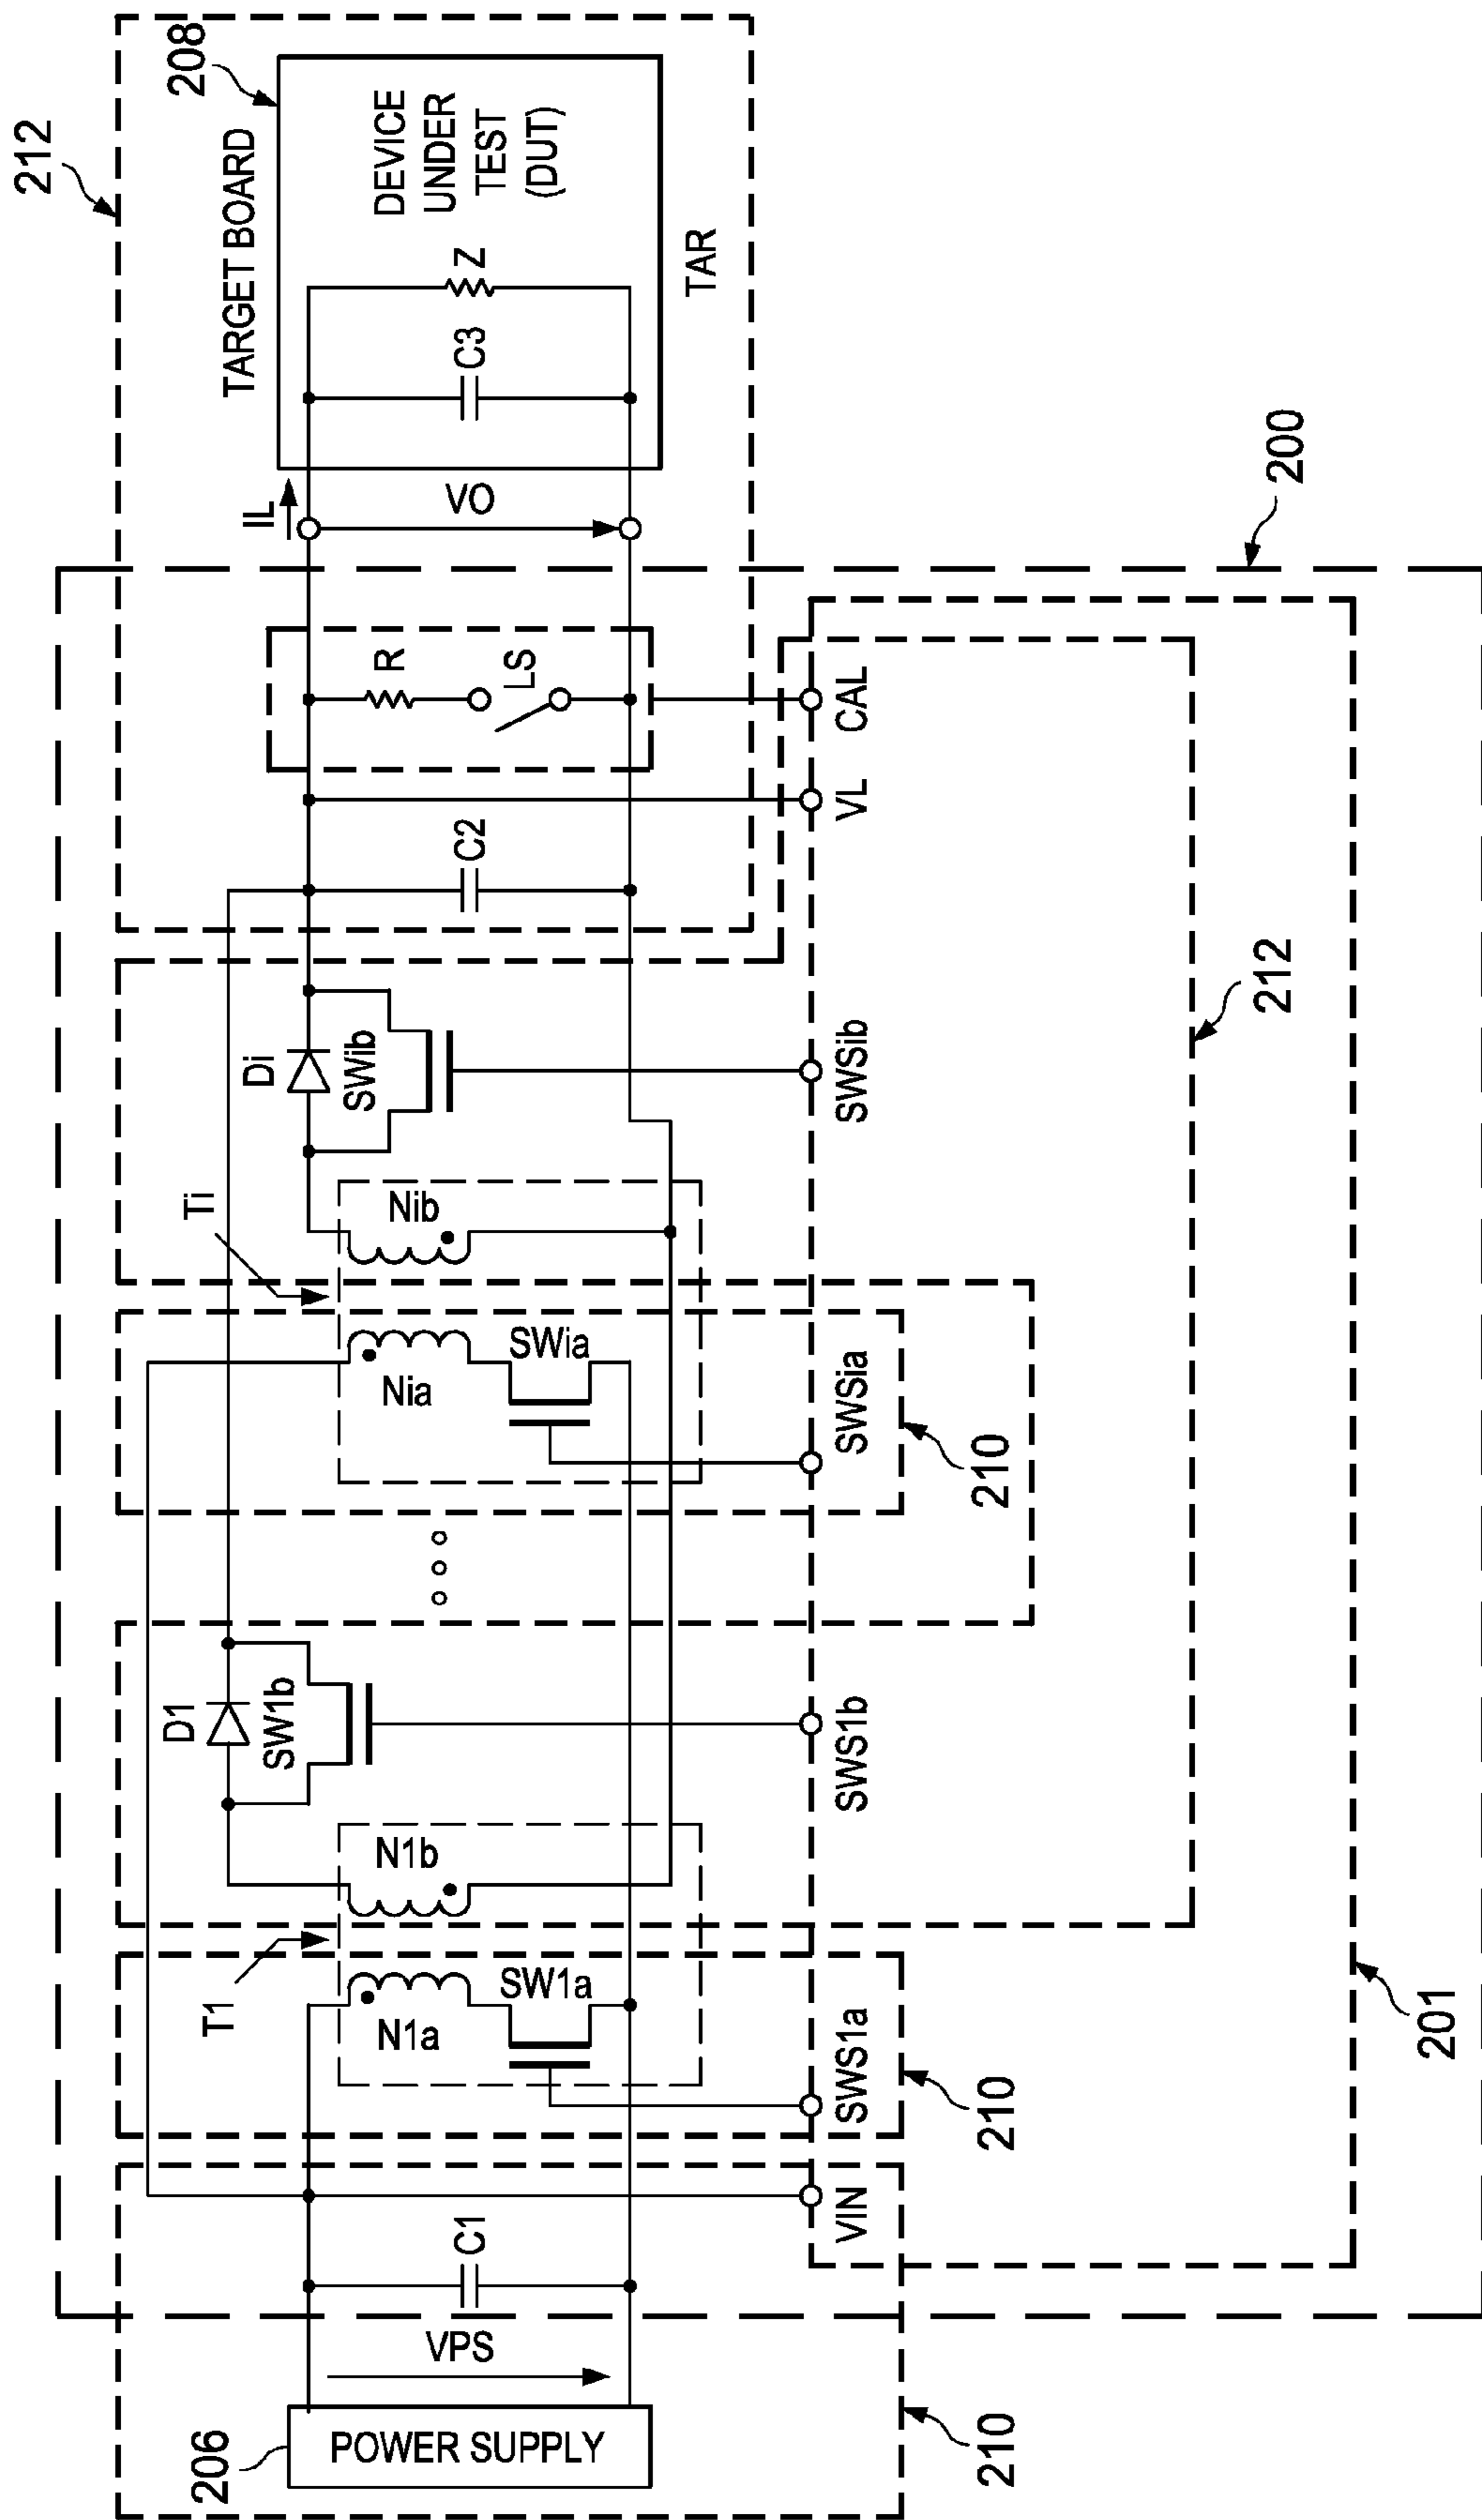 212
208
TARGET BOARD
DEVICE
UNDER
TEST
(DUT)
TAR
Z
C3
IL
VO
200
R
LS
CAL
VL
C2
Di
SWib
SWSib
212
Ti
Nib
Nia
SWia
SWSia
210
D1
SW1b
SWS1b
T1
N1b
N1a
SW1a
SWS1a
210
201
VIN
C1
VPS
206
POWER SUPPLY
210